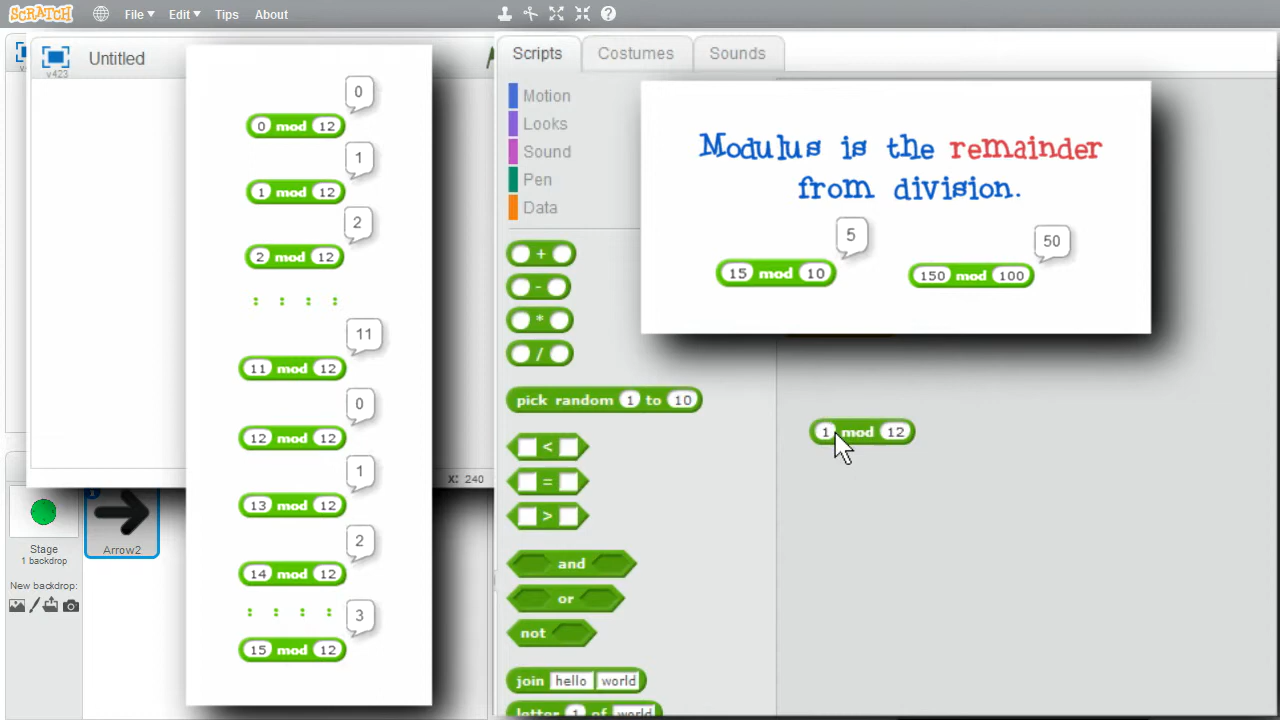 SCRATCH File Edit Tips About
Untitled
v423
0
0 mod 12
1
1 mod 12
2
2 mod 12
: : : :
11
11 mod 12
0
12 mod 12
1
13 mod 12
2
14 mod 12
: : : :
3
15 mod 12
X: 240
Stage
1 backdrop
New backdrop:
Arrow2
Scripts Costumes Sounds
Motion
Looks
Sound
Pen
Data
+
-
*
/
pick random 1 to 10
<
=
>
and
or
not
join hello world
letter 1 of world
Modulus is the remainder
from division.
5
15 mod 10
50
150 mod 100
1 mod 12